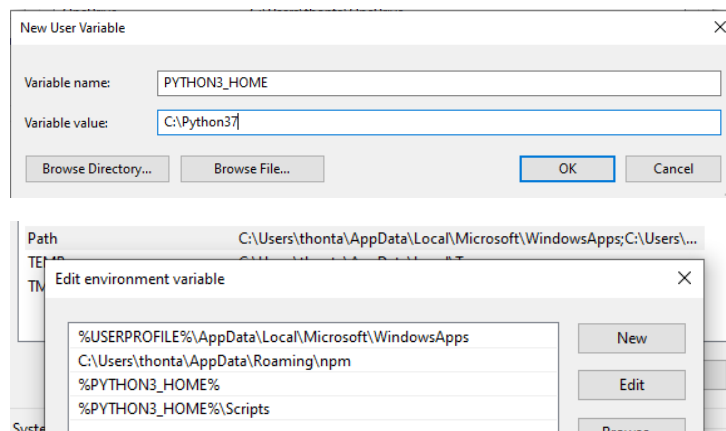 New User Variable
Variable name: PYTHON3_HOME
Variable value: C:\Python37
Browse Directory... Browse File... OK Cancel
Path C:\Users\thonta\AppData\Local\Microsoft\WindowsApps;C:\Users\...
Edit environment variable
%USERPROFILE%\AppData\Local\Microsoft\WindowsApps New
C:\Users\thonta\AppData\Roaming\npm
%PYTHON3_HOME% Edit
%PYTHON3_HOME%\Scripts